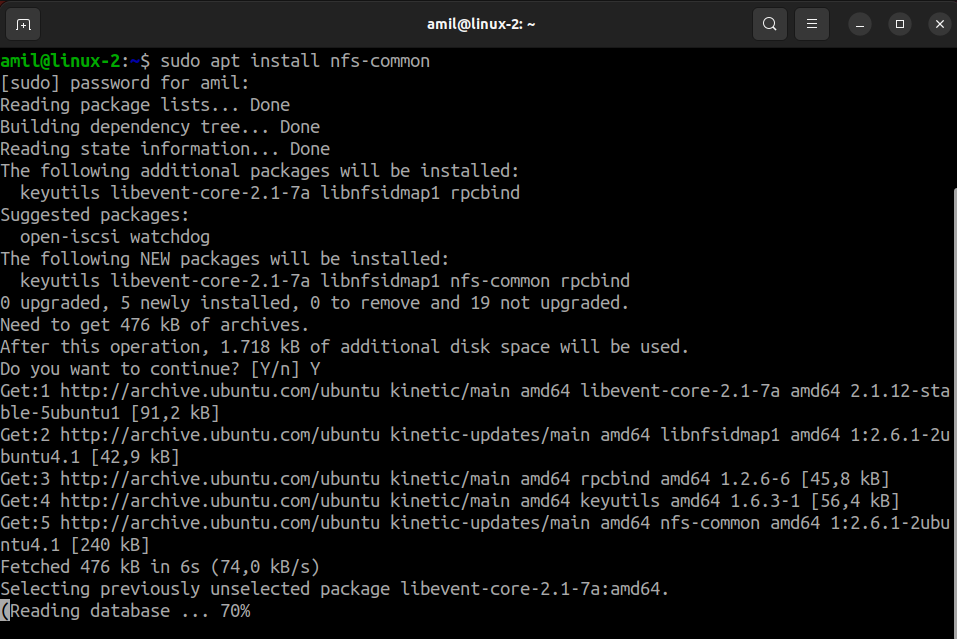 amil@linux-2: ~
amil@linux-2:~$ sudo apt install nfs-common
[sudo] password for amil:
Reading package lists... Done
Building dependency tree... Done
Reading state information... Done
The following additional packages will be installed:
  keyutils libevent-core-2.1-7a libnfsidmap1 rpcbind
Suggested packages:
  open-iscsi watchdog
The following NEW packages will be installed:
  keyutils libevent-core-2.1-7a libnfsidmap1 nfs-common rpcbind
0 upgraded, 5 newly installed, 0 to remove and 19 not upgraded.
Need to get 476 kB of archives.
After this operation, 1.718 kB of additional disk space will be used.
Do you want to continue? [Y/n] Y
Get:1 http://archive.ubuntu.com/ubuntu kinetic/main amd64 libevent-core-2.1-7a amd64 2.1.12-sta
ble-5ubuntu1 [91,2 kB]
Get:2 http://archive.ubuntu.com/ubuntu kinetic-updates/main amd64 libnfsidmap1 amd64 1:2.6.1-2u
buntu4.1 [42,9 kB]
Get:3 http://archive.ubuntu.com/ubuntu kinetic/main amd64 rpcbind amd64 1.2.6-6 [45,8 kB]
Get:4 http://archive.ubuntu.com/ubuntu kinetic/main amd64 keyutils amd64 1.6.3-1 [56,4 kB]
Get:5 http://archive.ubuntu.com/ubuntu kinetic-updates/main amd64 nfs-common amd64 1:2.6.1-2ubu
ntu4.1 [240 kB]
Fetched 476 kB in 6s (74,0 kB/s)
Selecting previously unselected package libevent-core-2.1-7a:amd64.
(Reading database ... 70%